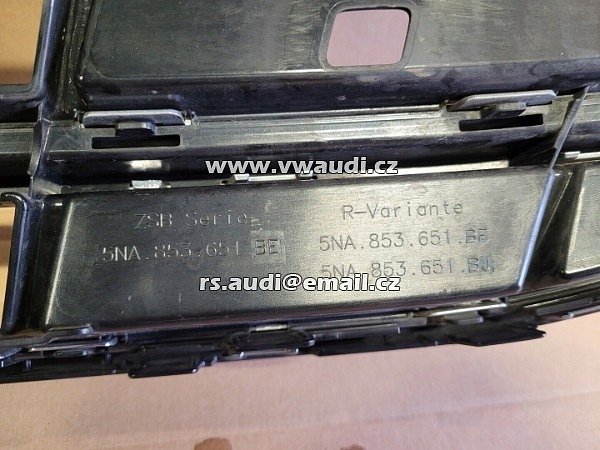 www.vwaudi.cz
ZSB Serie
5NA.853.651.BE
R-Variante
5NA.853.651.BF
5NA.853.651.BJ
rs.audi@email.cz